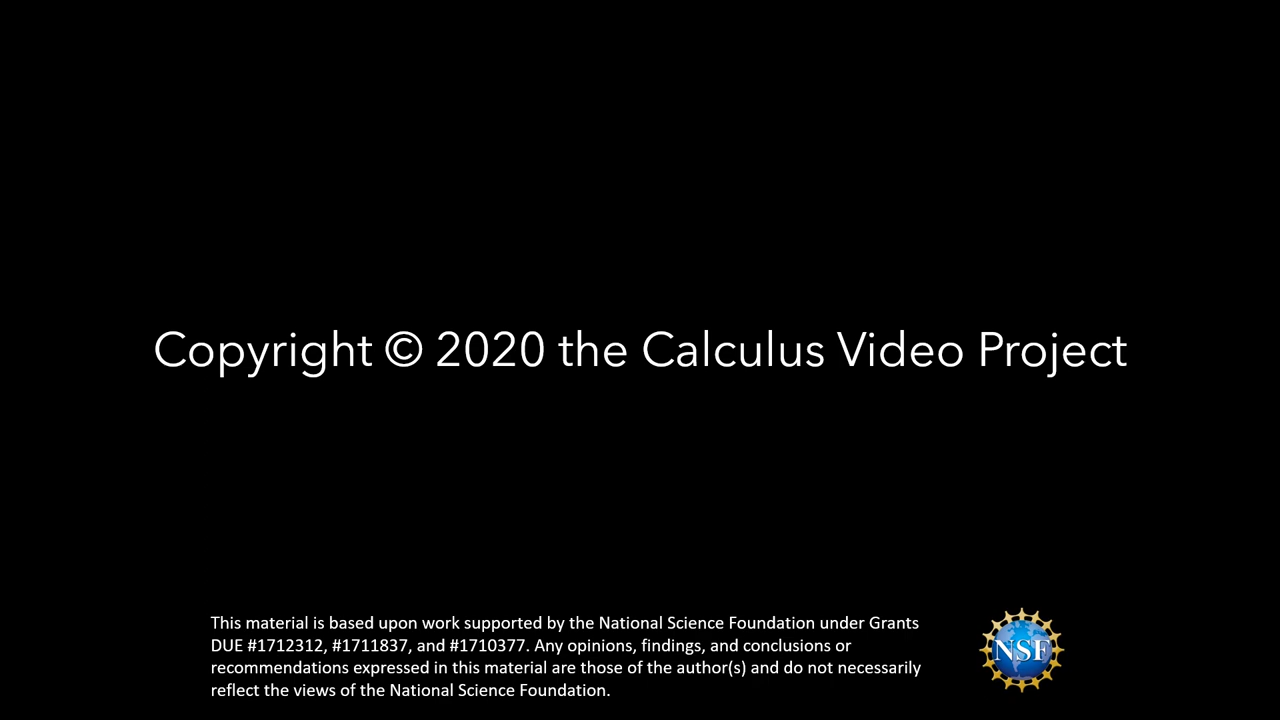 Copyright © 2020 the Calculus Video Project
This material is based upon work supported by the National Science Foundation under Grants
DUE #1712312, #1711837, and #1710377. Any opinions, findings, and conclusions or
recommendations expressed in this material are those of the author(s) and do not necessarily
reflect the views of the National Science Foundation.
NSF